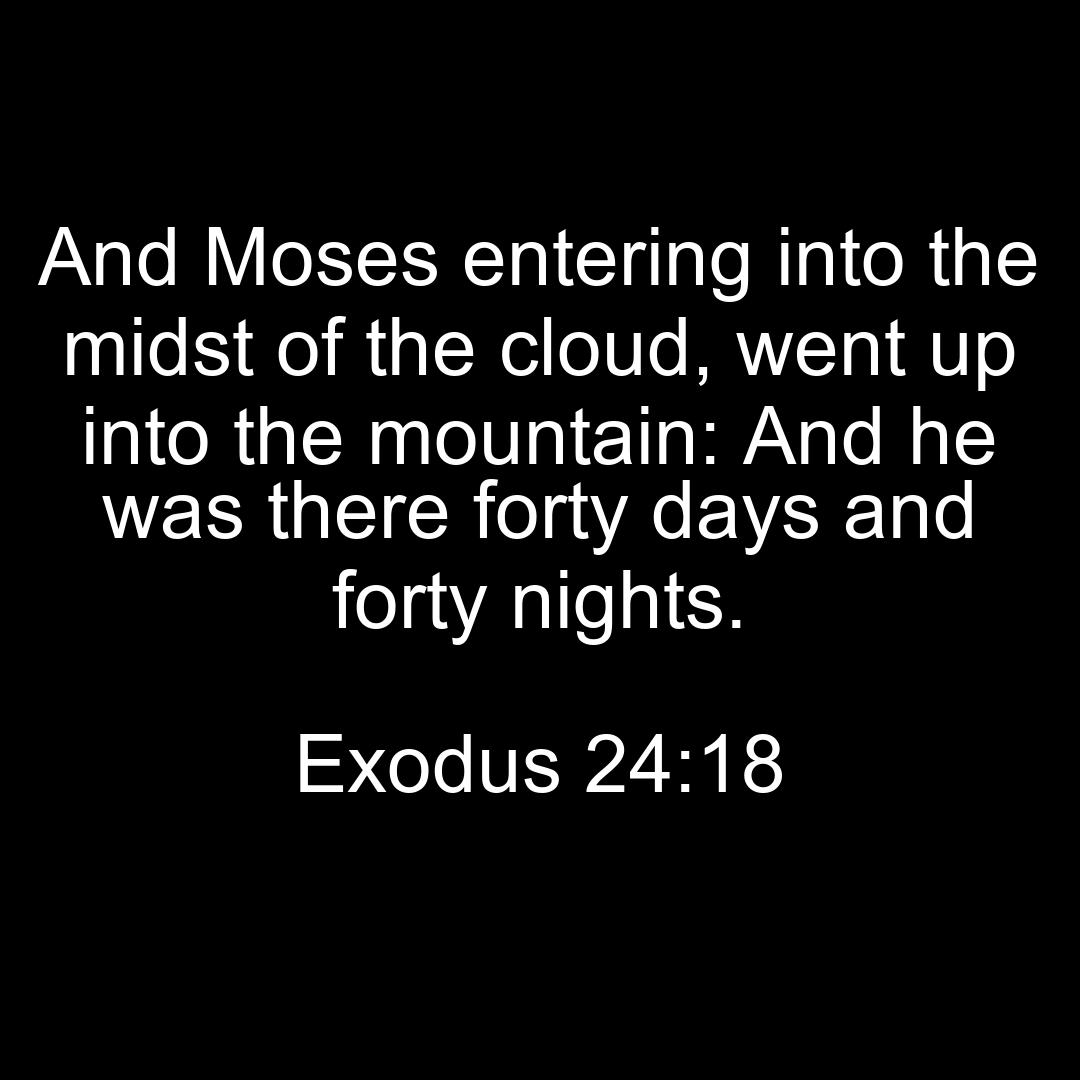 And Moses entering into the
midst of the cloud, went up
into the mountain: And he
was there forty days and
forty nights.
Exodus 24:18